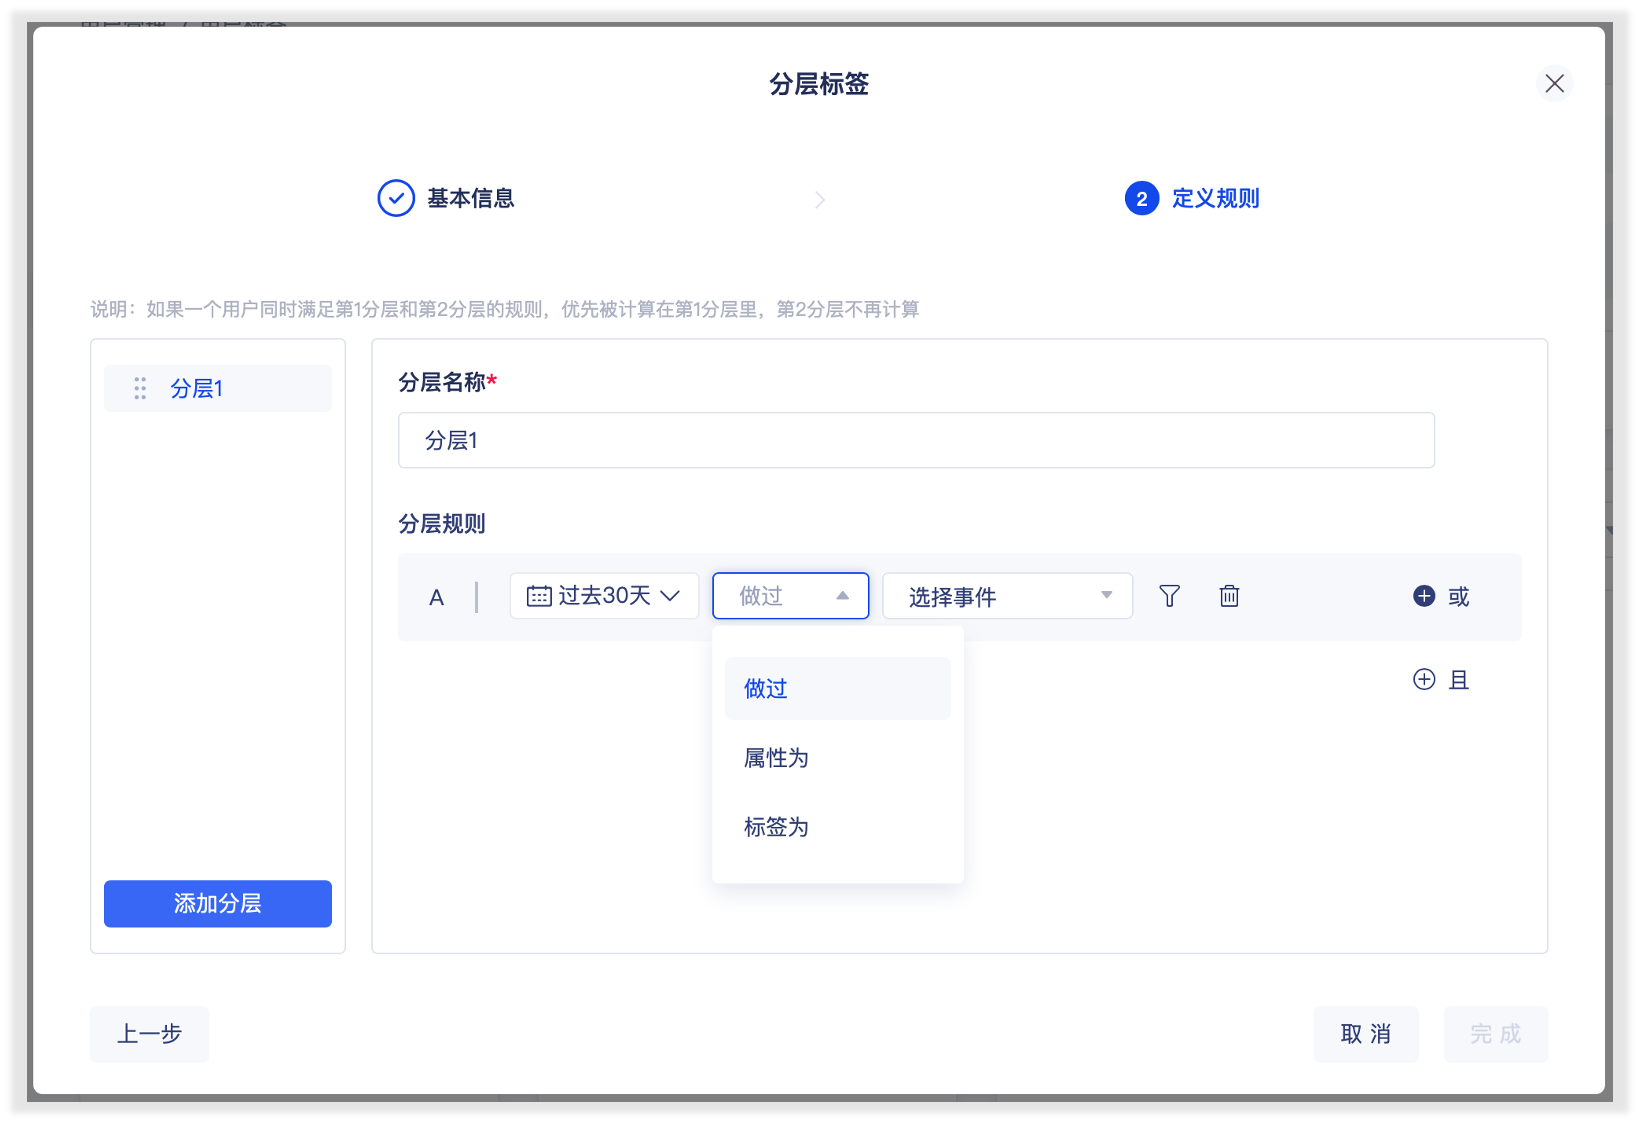 分层标签
基本信息
2 定义规则
说明：如果一个用户同时满足第1分层和第2分层的规则，优先被计算在第1分层里，第2分层不再计算
分层1
添加分层
分层名称*
分层1
分层规则
A 过去30天 做过 选择事件 或
且
做过
属性为
标签为
上一步
取 消
完 成